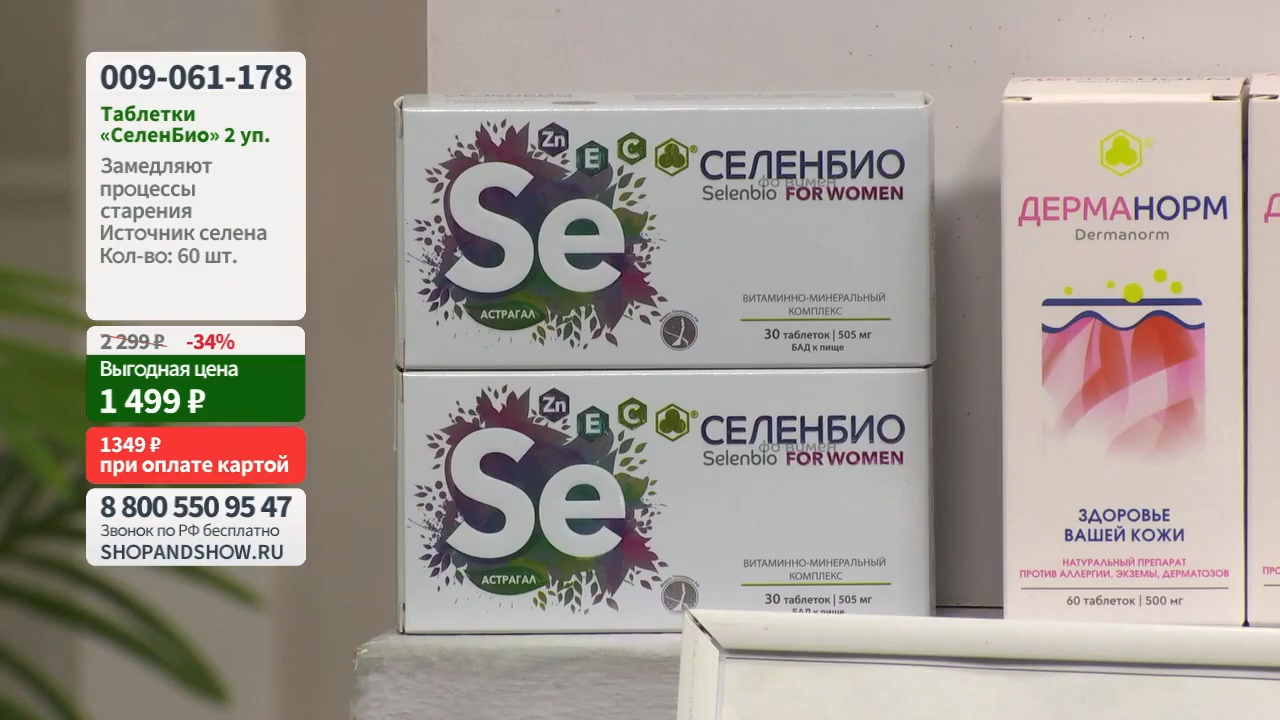 009-061-178
Таблетки
«СеленБио» 2 уп.
Замедляют
процессы
старения
Источник селена
Кол-во: 60 шт.
2 299 ₽ -34%
Выгодная цена
1 499 ₽
1349 ₽
при оплате картой
8 800 550 95 47
Звонок по РФ бесплатно
SHOPANDSHOW.RU
Zn
E
C
Se
АСТРАГАЛ
СЕЛЕНБИО
фо вимен
Selenbio FOR WOMEN
ВИТАМИННО-МИНЕРАЛЬНЫЙ
КОМПЛЕКС
30 таблеток | 505 мг
БАД к пище
Zn
E
C
Se
АСТРАГАЛ
СЕЛЕНБИО
фо вимен
Selenbio FOR WOMEN
ВИТАМИННО-МИНЕРАЛЬНЫЙ
КОМПЛЕКС
30 таблеток | 505 мг
БАД к пище
ДЕРМАНОРМ
Dermanorm
ЗДОРОВЬЕ
ВАШЕЙ КОЖИ
НАТУРАЛЬНЫЙ ПРЕПАРАТ
ПРОТИВ АЛЛЕРГИИ, ЭКЗЕМЫ, ДЕРМАТОЗОВ
60 таблеток | 500 мг